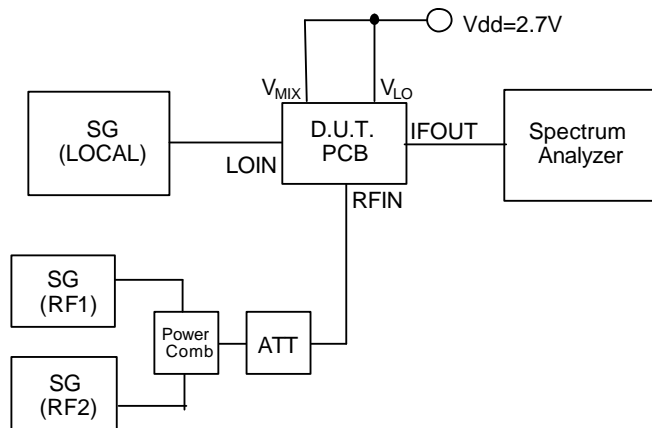 Vdd=2.7V
VMIX
VLO
SG
(LOCAL)
LOIN
D.U.T.
PCB
IFOUT
Spectrum
Analyzer
RFIN
SG
(RF1)
Power
Comb
ATT
SG
(RF2)